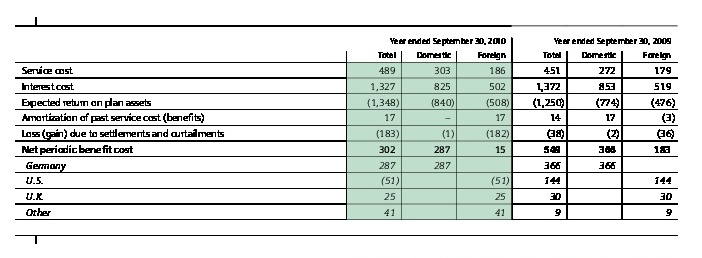 Year ended September 30, 2010 Year ended September 30, 2009
Total Domestic Foreign Total Domestic Foreign
Service cost 489 303 186 451 272 179
Interest cost 1,327 825 502 1,372 853 519
Expected return on plan assets (1,348) (840) (508) (1,250) (774) (476)
Amortization of past service cost (benefits) 17 – 17 14 17 (3)
Loss (gain) due to settlements and curtailments (183) (1) (182) (38) (2) (36)
Net periodic benefit cost 302 287 15 549 366 183
Germany 287 287 366 366
U.S. (51) (51) 144 144
U.K. 25 25 30 30
Other 41 41 9 9